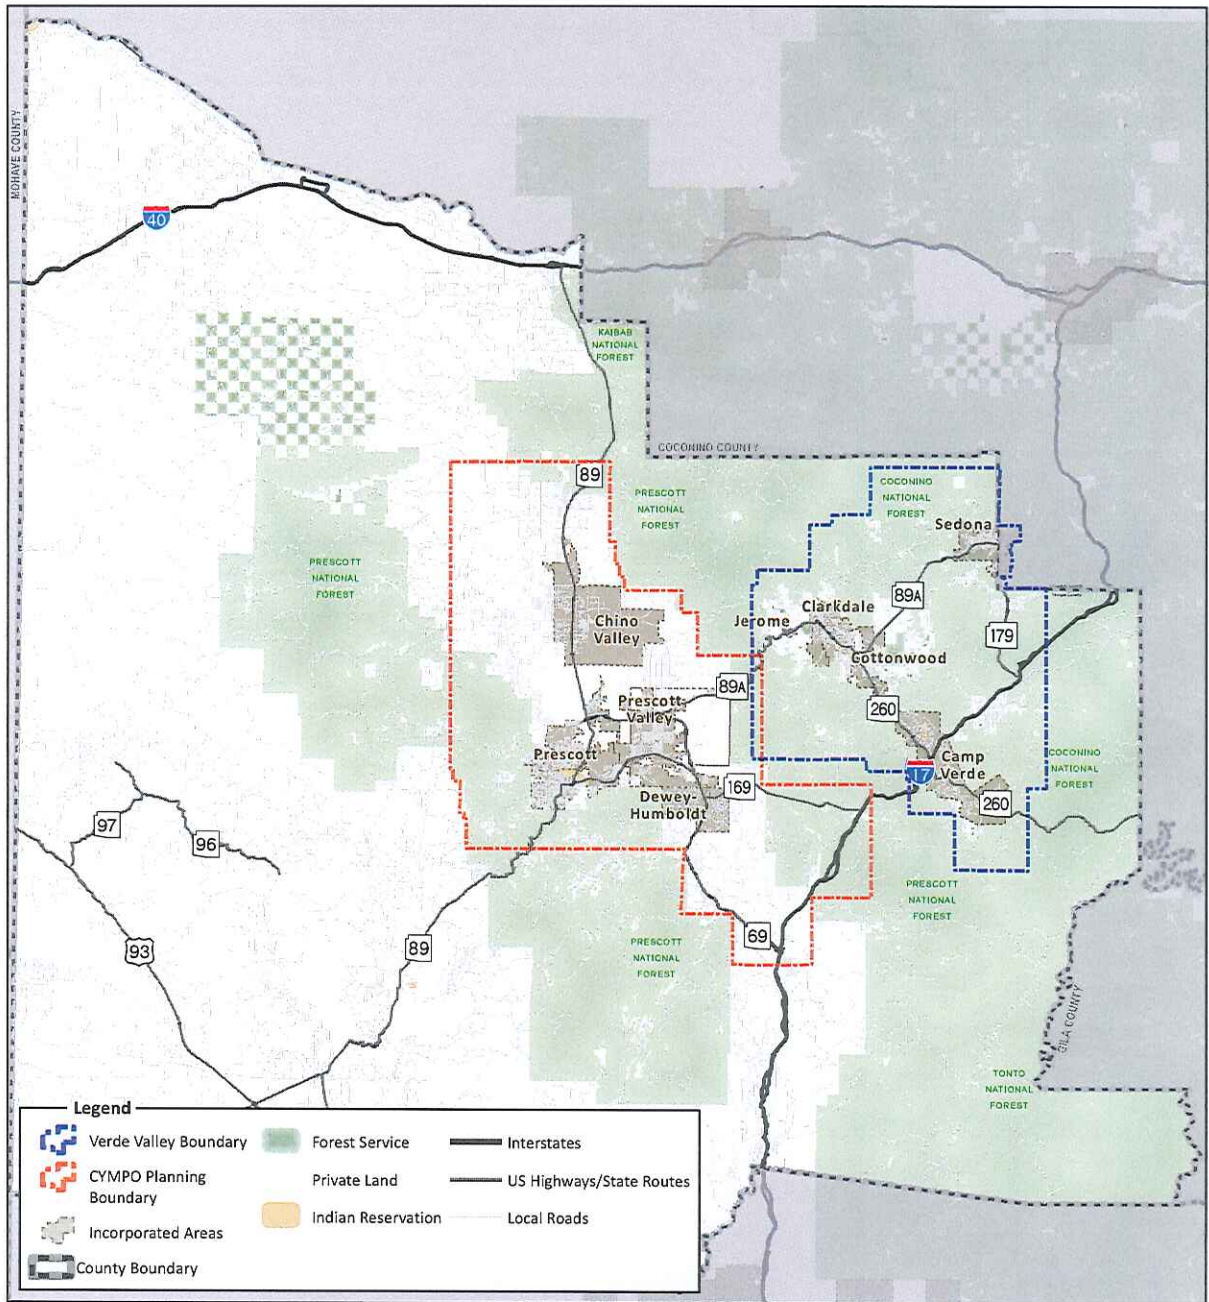 MOHAVE COUNTY
40
KAIBAB
NATIONAL
FOREST
COCONINO COUNTY
89
PRESCOTT
NATIONAL
FOREST
COCONINO
NATIONAL
FOREST
Sedona
PRESCOTT
NATIONAL
FOREST
89A
Clarkdale
Jerome
Chino
Valley
179
Cottonwood
89A
Prescott
Valley
260
Prescott
COCONINO
NATIONAL
FOREST
Camp
Verde
17
169
260
Dewey-
Humboldt
97
96
PRESCOTT
NATIONAL
FOREST
93
89
69
PRESCOTT
NATIONAL
FOREST
GILA COUNTY
TONTO
NATIONAL
FOREST
Legend
Verde Valley Boundary
Forest Service
Interstates
CYMPO Planning
Boundary
Private Land
US Highways/State Routes
Incorporated Areas
Indian Reservation
Local Roads
County Boundary